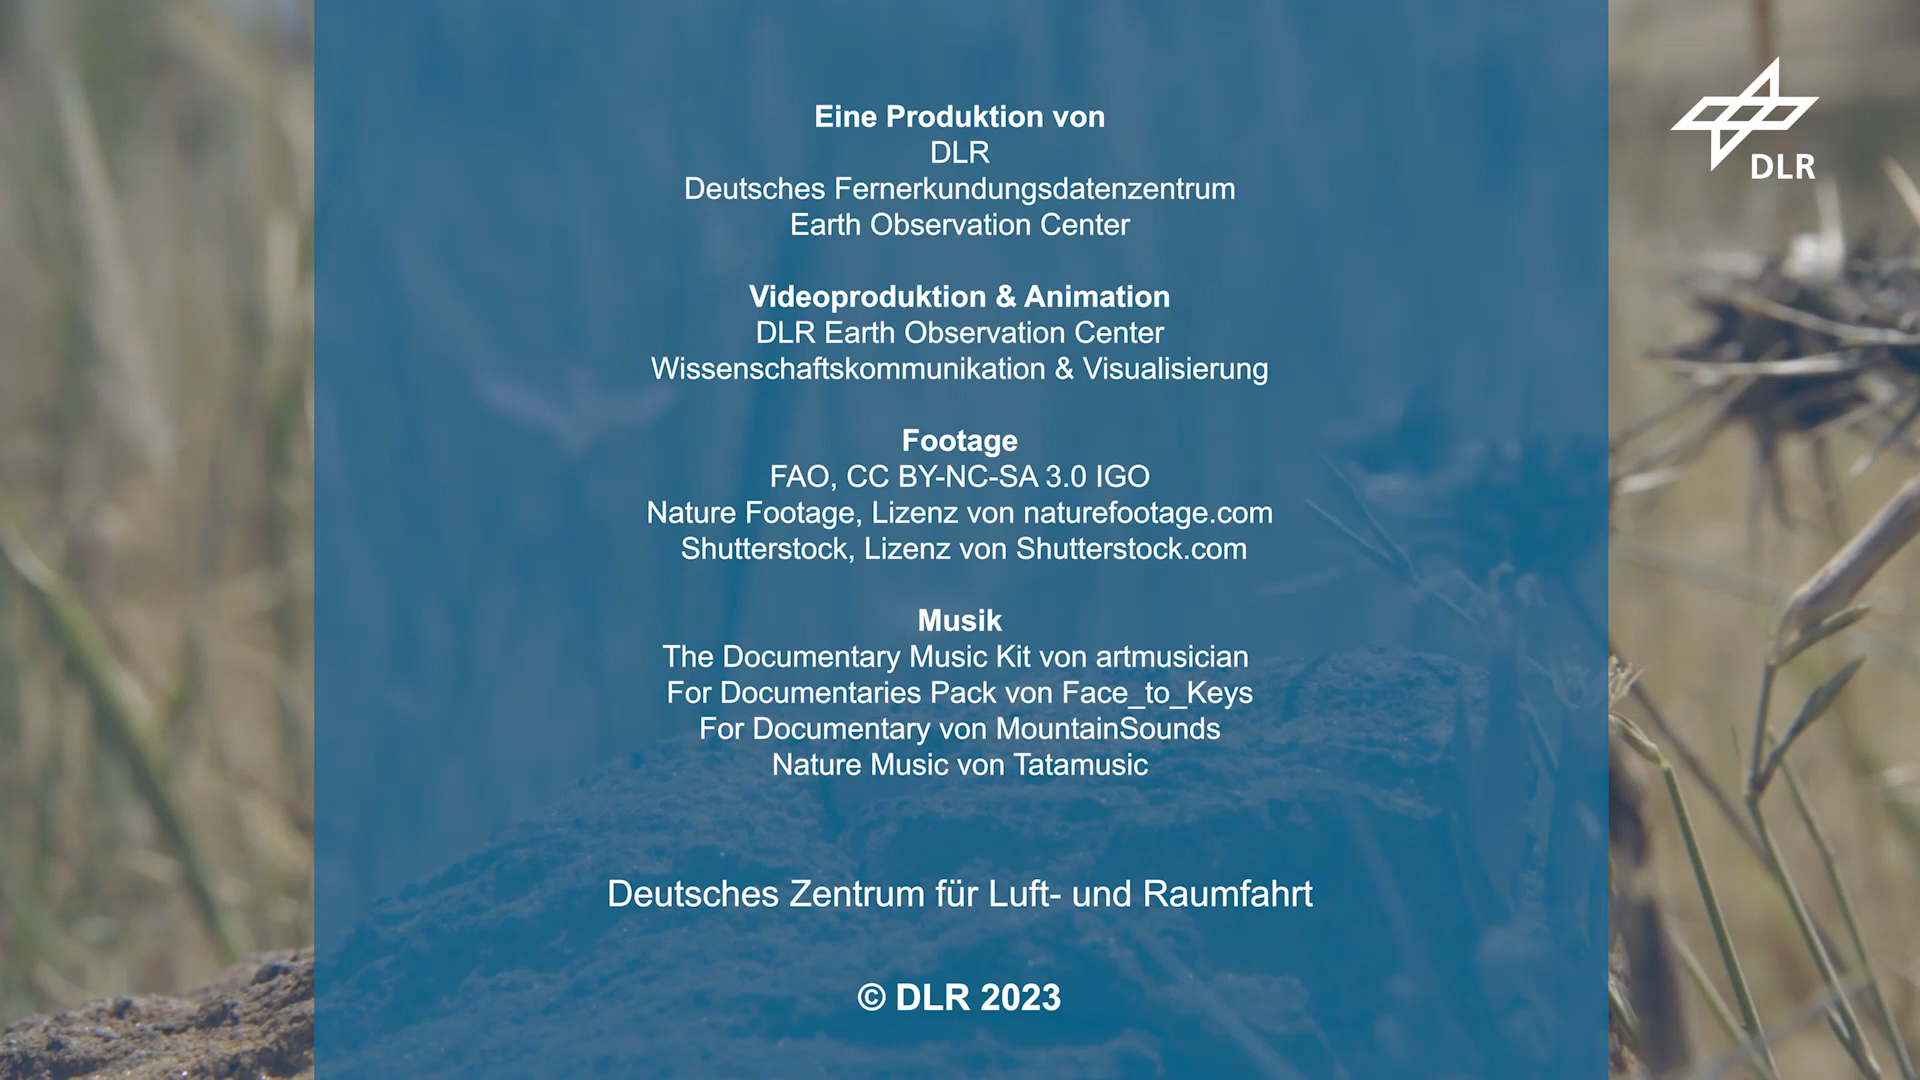 Eine Produktion von
DLR
Deutsches Fernerkundungsdatenzentrum
Earth Observation Center
Videoproduktion & Animation
DLR Earth Observation Center
Wissenschaftskommunikation & Visualisierung
Footage
FAO, CC BY-NC-SA 3.0 IGO
Nature Footage, Lizenz von naturefootage.com
Shutterstock, Lizenz von Shutterstock.com
Musik
The Documentary Music Kit von artmusician
For Documentaries Pack von Face_to_Keys
For Documentary von MountainSounds
Nature Music von Tatamusic
Deutsches Zentrum für Luft- und Raumfahrt
© DLR 2023
DLR